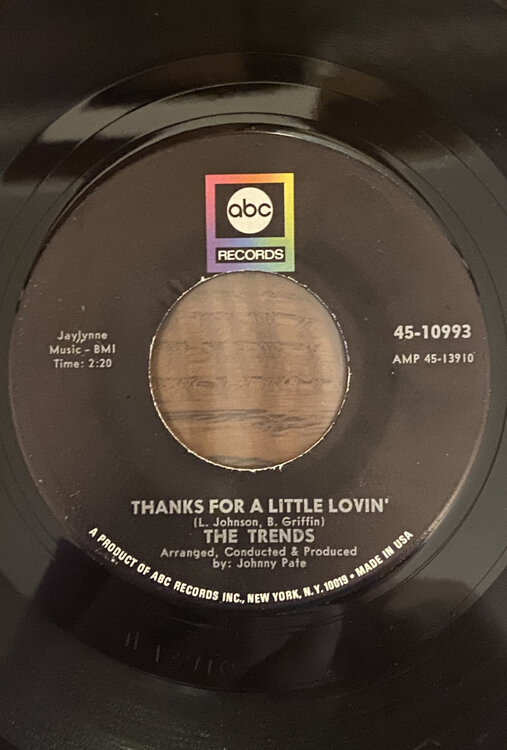 abc
RECORDS
Jaylynne
Music - BMI
Time: 2:20
45-10993
AMP 45-13910
THANKS FOR A LITTLE LOVIN'
(L. Johnson, B. Griffin)
THE TRENDS
Arranged, Conducted & Produced
by: Johnny Pate
A PRODUCT OF ABC RECORDS INC., NEW YORK, N.Y. 10019 • MADE IN USA